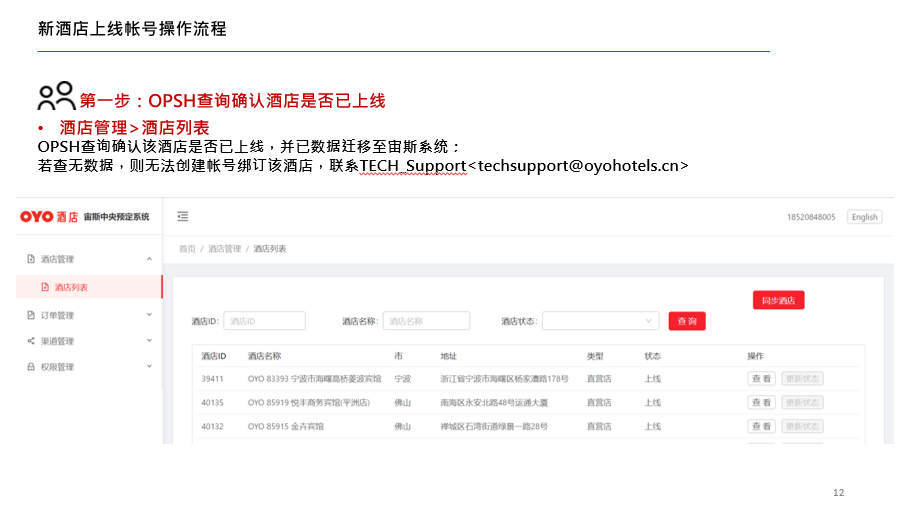 新酒店上线帐号操作流程
第一步：OPSH查询确认酒店是否已上线
• 酒店管理>酒店列表
OPSH查询确认该酒店是否已上线，并已数据迁移至宙斯系统：
若查无数据，则无法创建帐号绑订该酒店，联系TECH_Support<techsupport@oyohotels.cn>
OYO 酒店 宙斯中央预定系统
18520848005 English
首页 / 酒店管理 / 酒店列表
酒店管理
酒店列表
订单管理
渠道管理
权限管理
同步酒店
酒店ID: 酒店ID 酒店名称: 酒店名称 酒店状态: 查 询
酒店ID 酒店名称 市 地址 类型 状态 操作
39411 OYO 83393 宁波市海曙高桥菱波宾馆 宁波 浙江省宁波市海曙区杨家漕路178号 直营店 上线 查 看 更新状态
40135 OYO 85919 悦丰商务宾馆(平洲店) 佛山 南海区永安北路48号运通大厦 直营店 上线 查 看 更新状态
40132 OYO 85915 金卉宾馆 佛山 禅城区石湾街道绿景一路28号 直营店 上线 查 看 更新状态
12